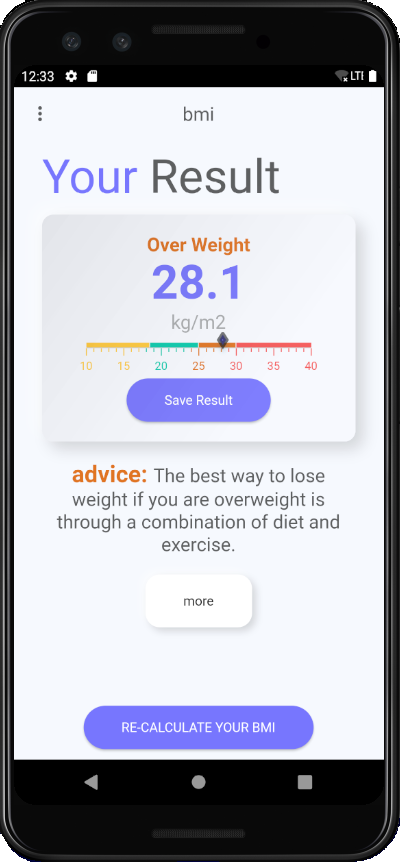 12:33 LTE
bmi
Your Result
Over Weight
28.1
kg/m2
10 15 20 25 30 35 40
Save Result
advice: The best way to lose
weight if you are overweight is
through a combination of diet and
exercise.
more
RE-CALCULATE YOUR BMI